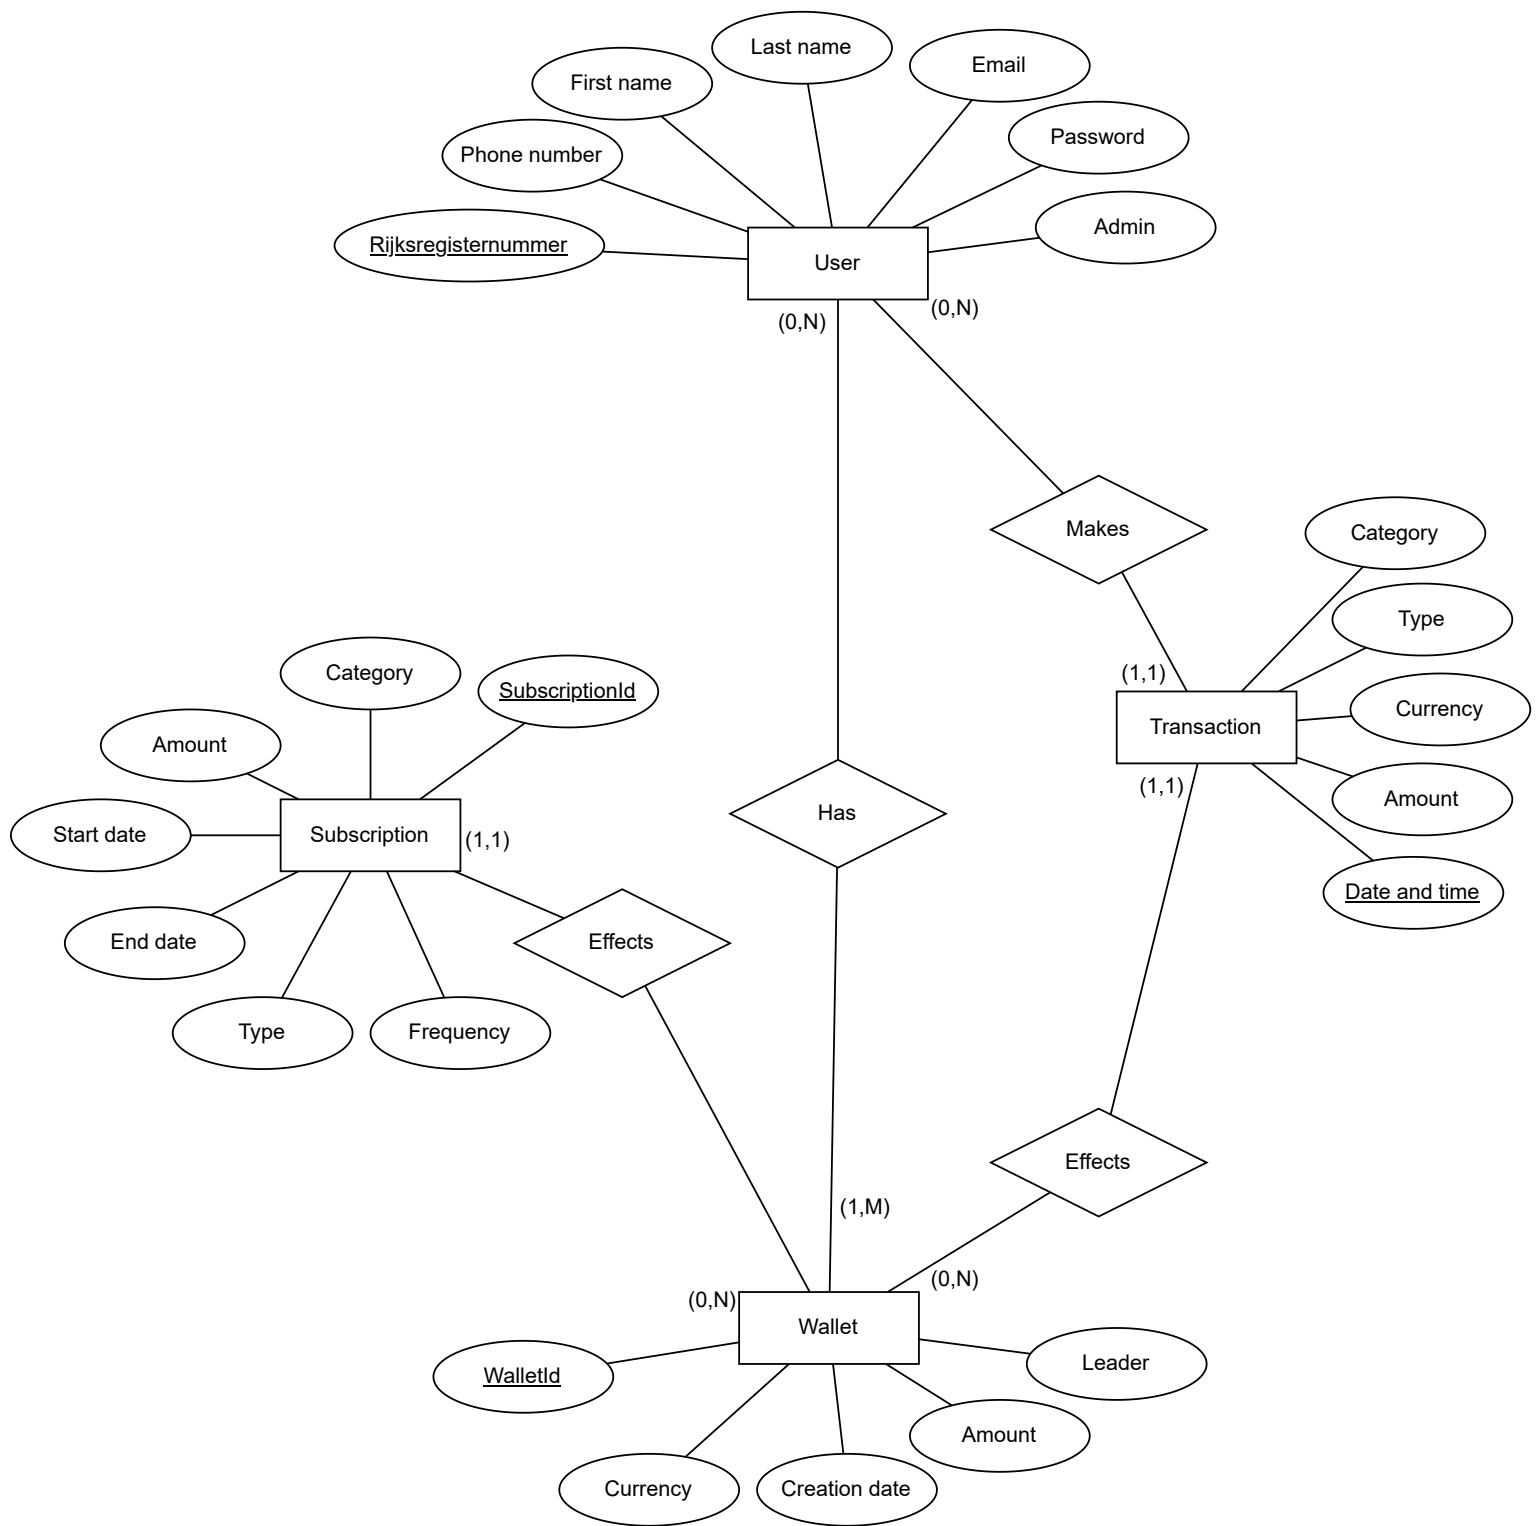 Last name
Email
First name
Password
Phone number
Admin
Rijksregisternummer
User
(0,N)
(0,N)
Makes
Category
Type
(1,1)
Category
SubscriptionId
Currency
Transaction
Amount
(1,1)
Amount
Start date
Subscription
(1,1)
Has
Date and time
End date
Effects
Type
Frequency
Effects
(1,M)
(0,N)
(0,N)
Wallet
Leader
WalletId
Amount
Currency
Creation date